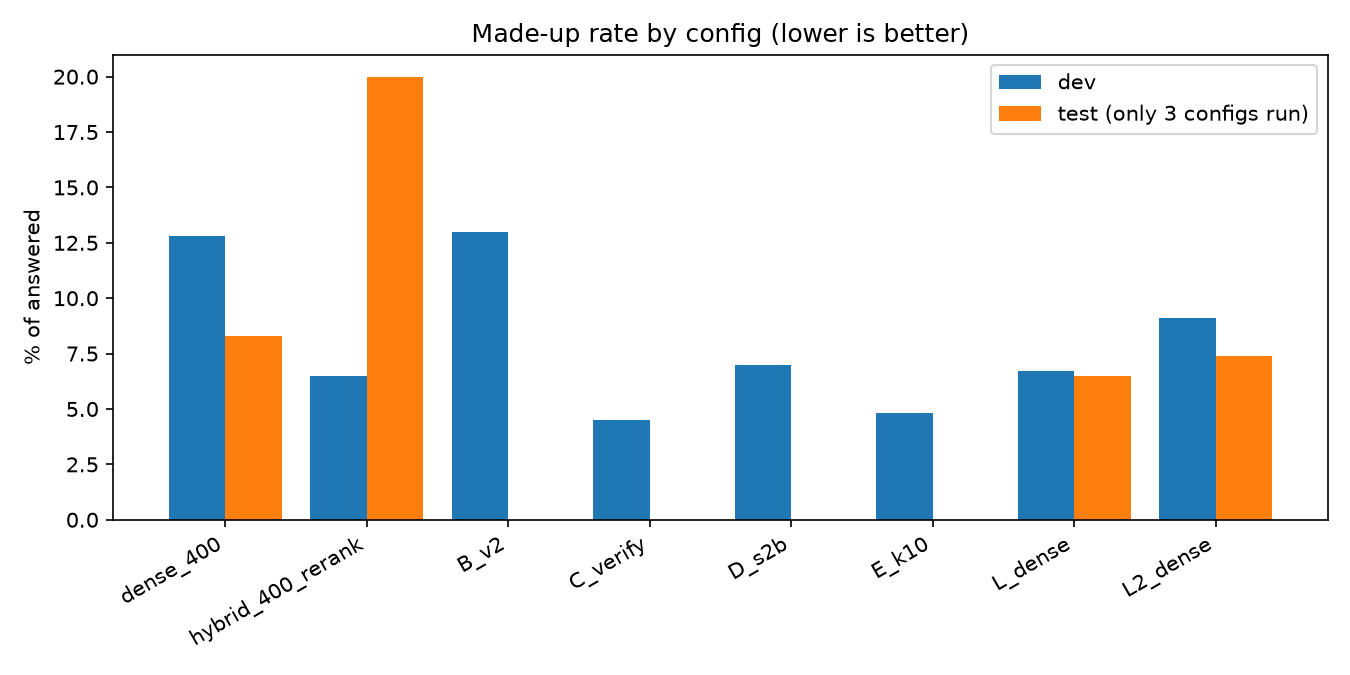 Made-up rate by config (lower is better)
dev
test (only 3 configs run)
% of answered
20.0
17.5
15.0
12.5
10.0
7.5
5.0
2.5
0.0
dense_400
hybrid_400_rerank
B_v2
C_verify
D_s2b
E_k10
L_dense
L2_dense